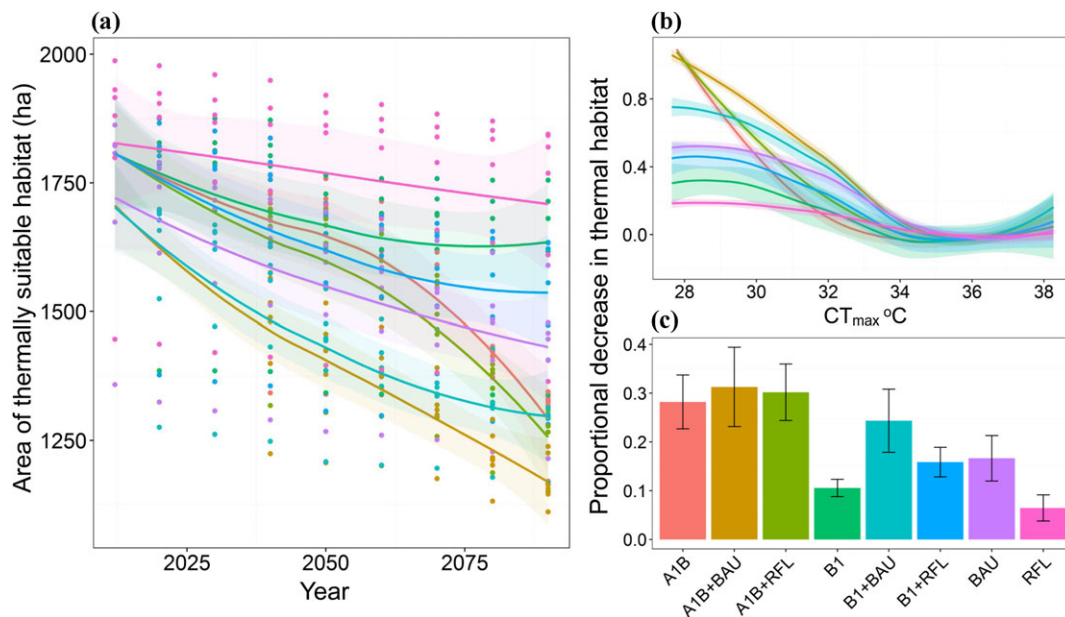 (a)
Area of thermally suitable habitat (ha)
2000
1750
1500
1250
2025
2050
2075
Year
(b)
Proportional decrease in thermal habitat
0.8
0.4
0.0
28
30
32
34
36
38
CTmax °C
(c)
0.4
0.3
0.2
0.1
0.0
A1B
A1B+BAU
A1B+RFL
B1
B1+BAU
B1+RFL
BAU
RFL